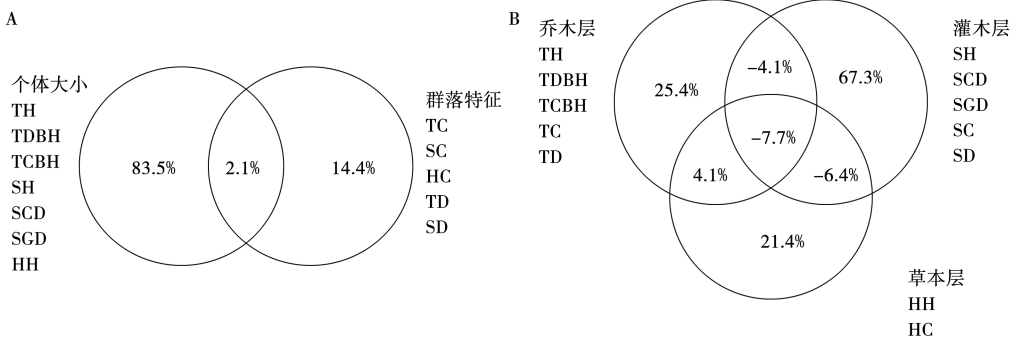 A
个体大小
TH
TDBH
TCBH
SH
SCD
SGD
HH
83.5%
2.1%
14.4%
群落特征
TC
SC
HC
TD
SD
B
乔木层
TH
TDBH
TCBH
TC
TD
25.4%
-4.1%
67.3%
-7.7%
4.1%
-6.4%
21.4%
灌木层
SH
SCD
SGD
SC
SD
草本层
HH
HC